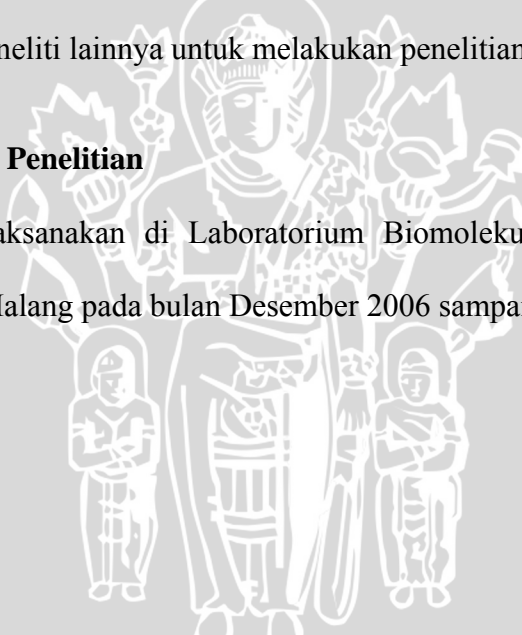 neliti lainnya untuk melakukan penelitian
Penelitian
aksanakan di Laboratorium Biomoleku
Malang pada bulan Desember 2006 sampai